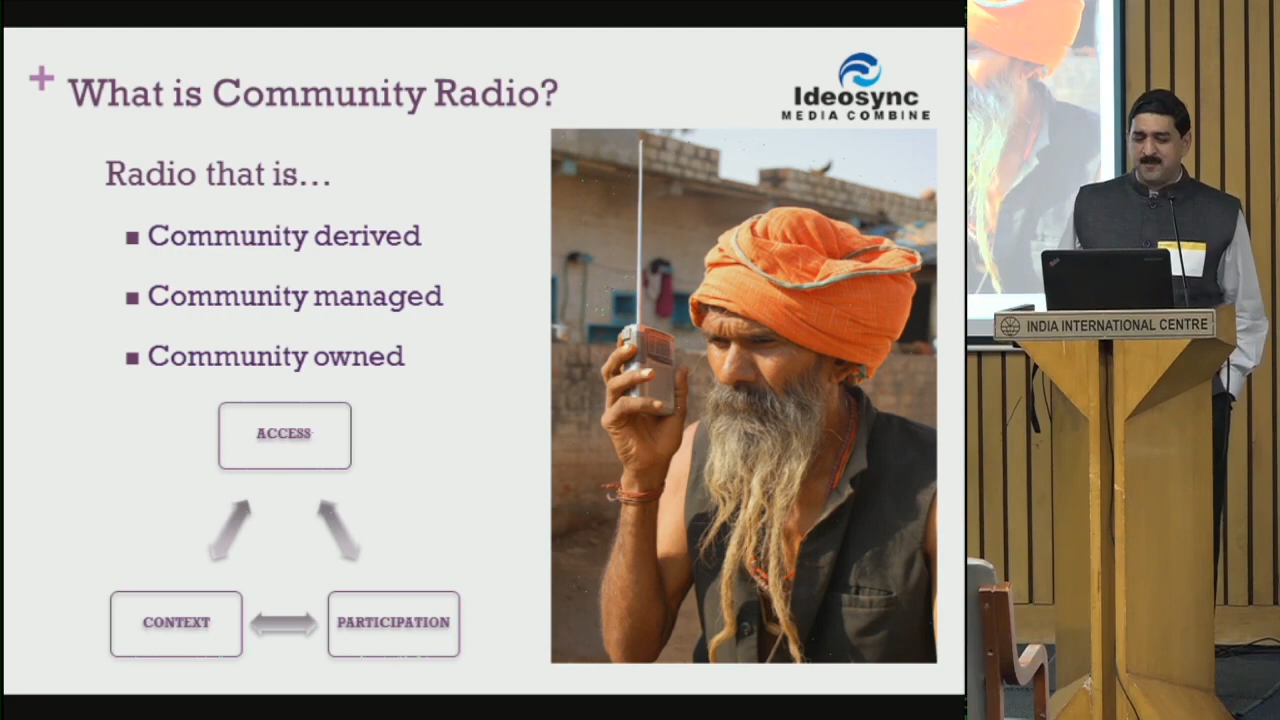 + What is Community Radio?
Ideosync
MEDIA COMBINE
Radio that is...
■ Community derived
■ Community managed
■ Community owned
ACCESS
CONTEXT
PARTICIPATION
INDIA INTERNATIONAL CENTRE